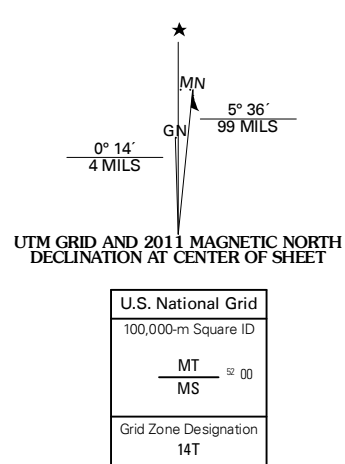 ★
MN
GN
5° 36´
99 MILS
0° 14´
4 MILS
UTM GRID AND 2011 MAGNETIC NORTH
DECLINATION AT CENTER OF SHEET
U.S. National Grid
100,000-m Square ID
MT
52 00
MS
Grid Zone Designation
14T